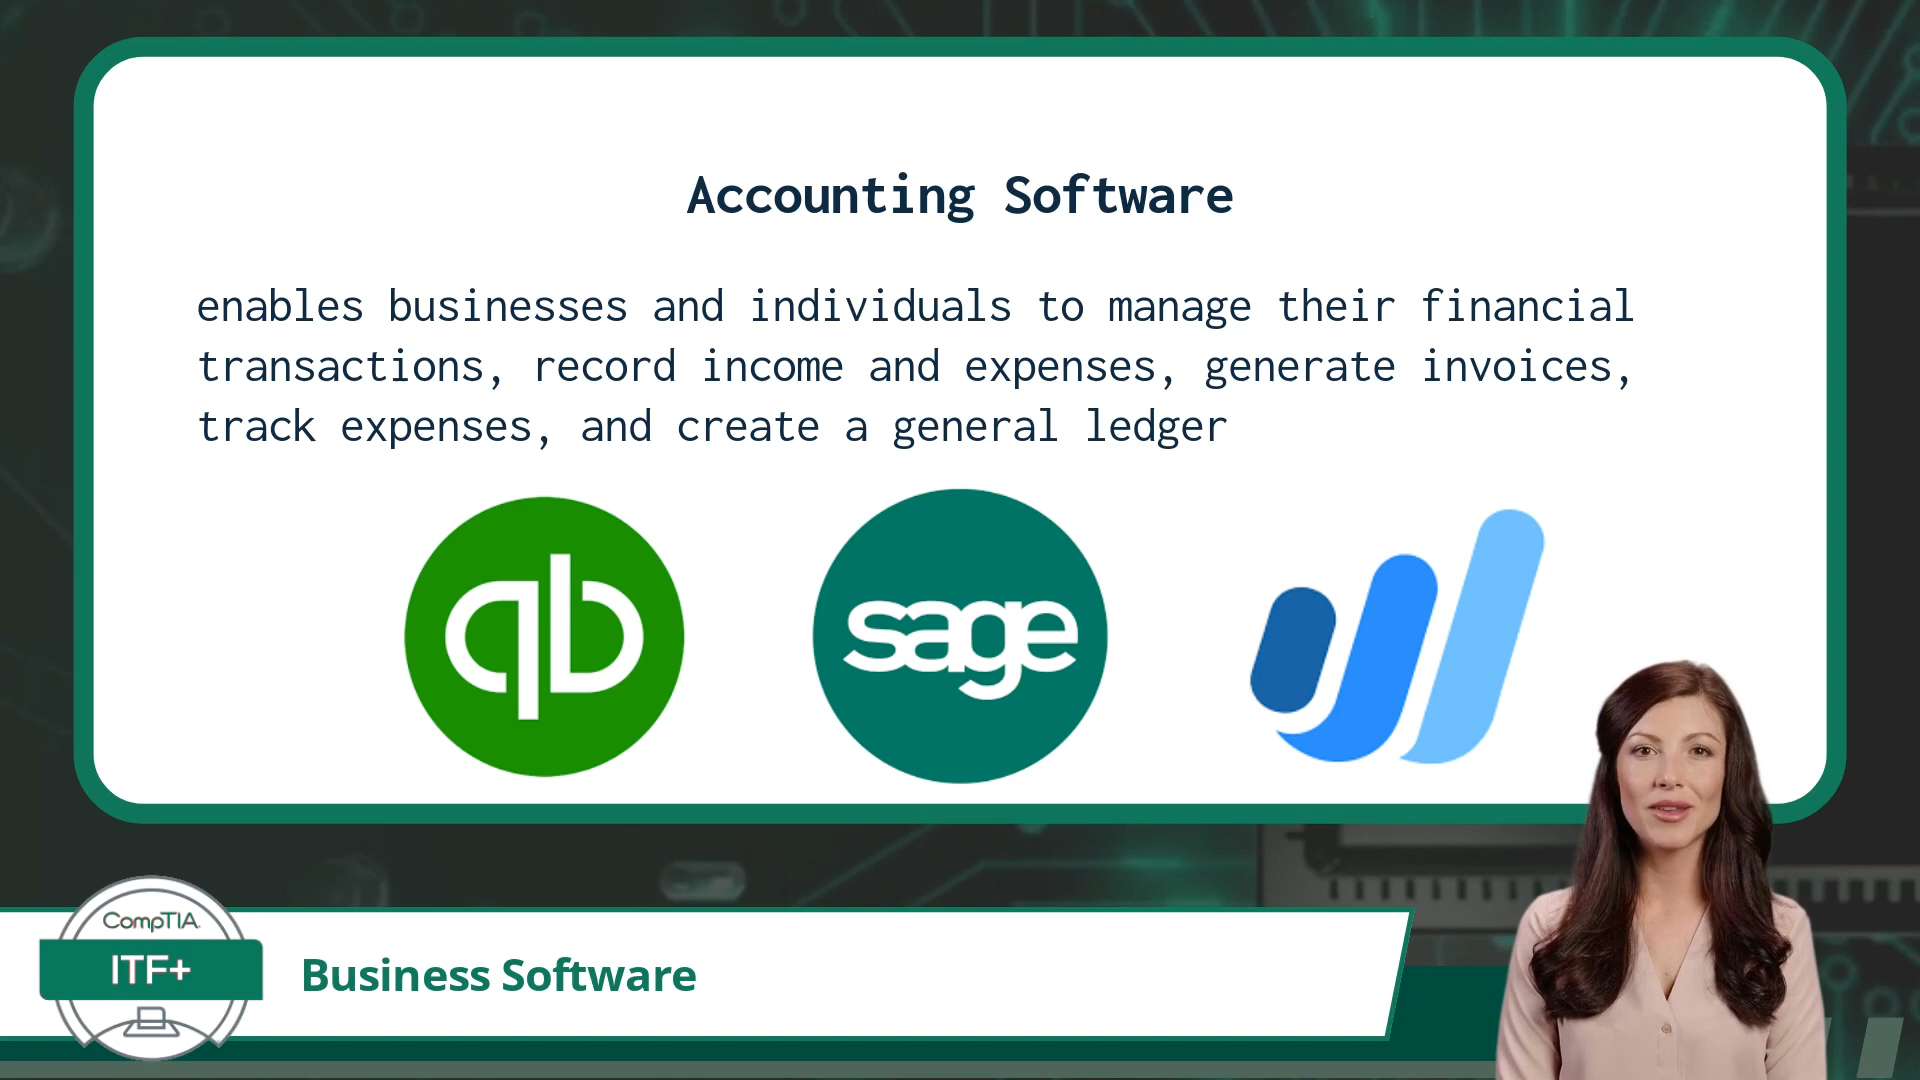 Accounting Software
enables businesses and individuals to manage their financial
transactions, record income and expenses, generate invoices,
track expenses, and create a general ledger
qb
sage
CompTIA
ITF+
Business Software